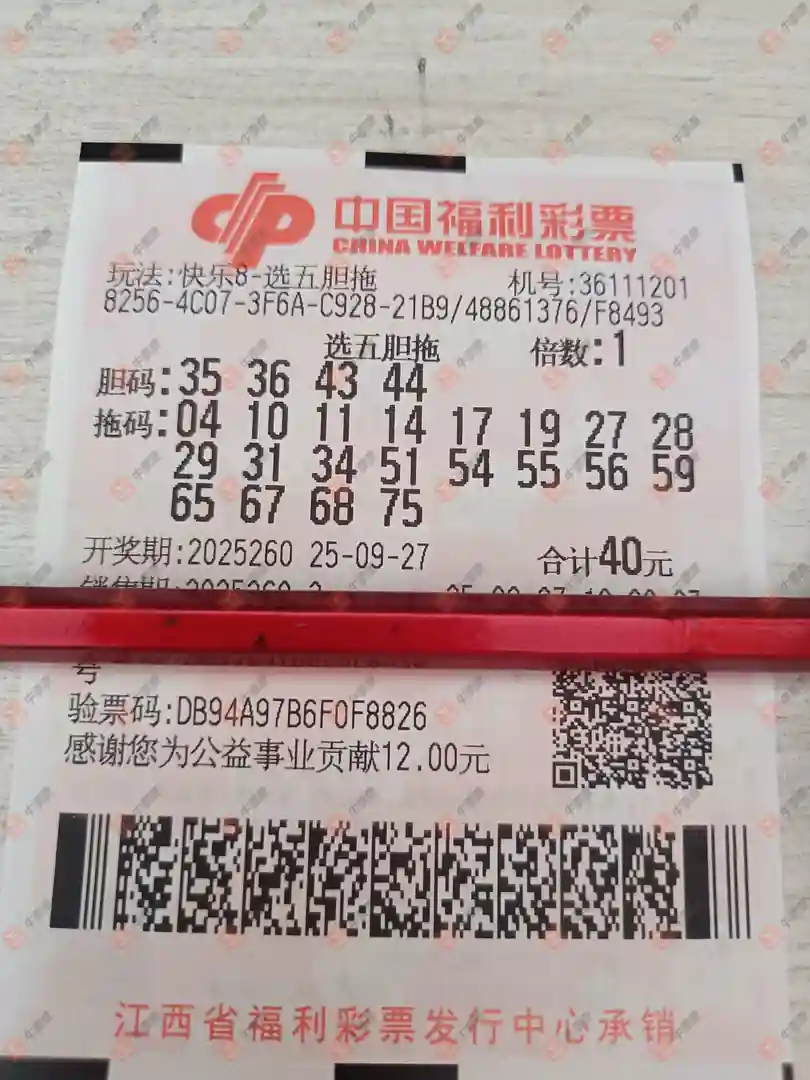 中国福利彩票
CHINA WELFARE LOTTERY
玩法:快乐8-选五胆拖 机号:36111201
8256-4C07-3F6A-C928-21B9/48861376/F8493
选五胆拖 倍数:1
胆码:35 36 43 44
拖码:04 10 11 14 17 19 27 28
29 31 34 51 54 55 56 59
65 67 68 75
开奖期:2025260 25-09-27 合计40元
号
验票码:DB94A97B6F0F8826
感谢您为公益事业贡献12.00元
江西省福利彩票发行中心承销